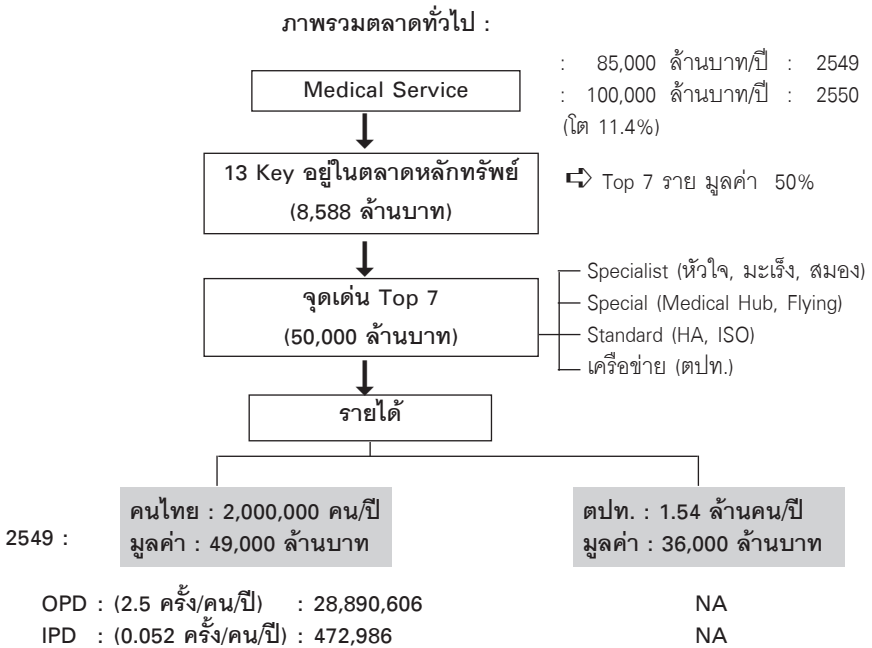 ภาพรวมตลาดทั่วไป :
Medical Service
: 85,000 ล้านบาท/ปี : 2549
: 100,000 ล้านบาท/ปี : 2550
(โต 11.4%)
13 Key อยู่ในตลาดหลักทรัพย์
(8,588 ล้านบาท)
Top 7 ราย มูลค่า 50%
จุดเด่น Top 7
(50,000 ล้านบาท)
Specialist (หัวใจ, มะเร็ง, สมอง)
Special (Medical Hub, Flying)
Standard (HA, ISO)
เครือข่าย (ตปท.)
รายได้
2549 :
คนไทย : 2,000,000 คน/ปี
มูลค่า : 49,000 ล้านบาท
ตปท. : 1.54 ล้านคน/ปี
มูลค่า : 36,000 ล้านบาท
OPD : (2.5 ครั้ง/คน/ปี) : 28,890,606 NA
IPD : (0.052 ครั้ง/คน/ปี) : 472,986 NA